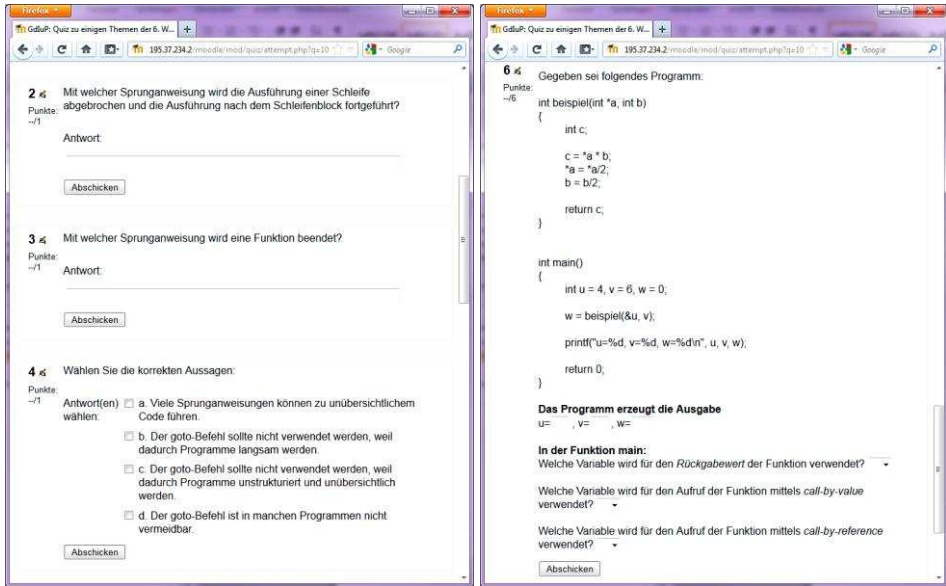 Firefox
GdIuP: Quiz zu einigen Themen der 6. W...
195.37.234.2/moodle/mod/quiz/attempt.php?q=10
Google
2
Punkte:
--/1
Mit welcher Sprunganweisung wird die Ausführung einer Schleife
abgebrochen und die Ausführung nach dem Schleifenblock fortgeführt?
Antwort:
Abschicken
3
Punkte:
--/1
Mit welcher Sprunganweisung wird eine Funktion beendet?
Antwort:
Abschicken
4
Punkte:
--/1
Wählen Sie die korrekten Aussagen:
Antwort(en)
wählen:
a. Viele Sprunganweisungen können zu unübersichtlichem
Code führen.
b. Der goto-Befehl sollte nicht verwendet werden, weil
dadurch Programme langsam werden.
c. Der goto-Befehl sollte nicht verwendet werden, weil
dadurch Programme unstrukturiert und unübersichtlich
werden.
d. Der goto-Befehl ist in manchen Programmen nicht
vermeidbar.
Abschicken
Firefox
GdIuP: Quiz zu einigen Themen der 6. W...
195.37.234.2/moodle/mod/quiz/attempt.php?q=10
Google
6
Punkte:
--/6
Gegeben sei folgendes Programm:
int beispiel(int *a, int b)
{
int c;
c = *a * b;
*a = *a/2;
b = b/2;
return c;
}
int main()
{
int u = 4, v = 6, w = 0;
w = beispiel(&u, v);
printf("u=%d, v=%d, w=%d\n", u, v, w);
return 0;
}
Das Programm erzeugt die Ausgabe
u= , v= , w=
In der Funktion main:
Welche Variable wird für den Rückgabewert der Funktion verwendet?
Welche Variable wird für den Aufruf der Funktion mittels call-by-value
verwendet?
Welche Variable wird für den Aufruf der Funktion mittels call-by-reference
verwendet?
Abschicken